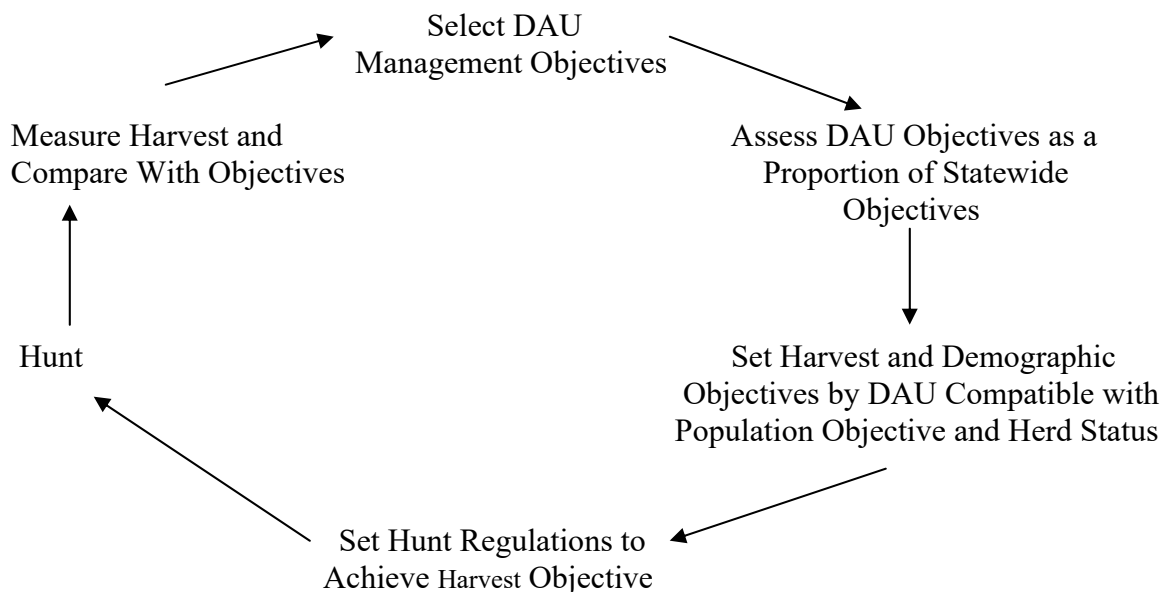 Select DAU
Management Objectives
Measure Harvest and
Compare With Objectives
Assess DAU Objectives as a
Proportion of Statewide
Objectives
Hunt
Set Harvest and Demographic
Objectives by DAU Compatible with
Population Objective and Herd Status
Set Hunt Regulations to
Achieve Harvest Objective